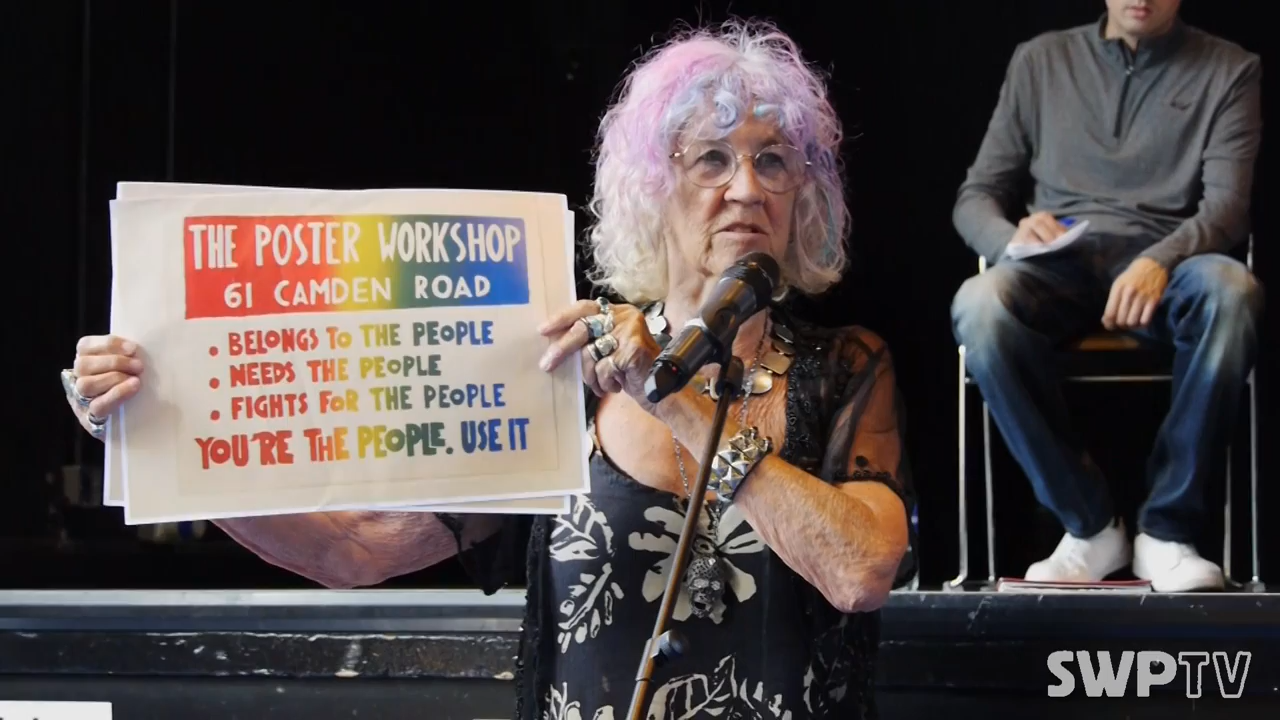 THE POSTER WORKSHOP
61 CAMDEN ROAD
• BELONGS TO THE PEOPLE
• NEEDS THE PEOPLE
• FIGHTS FOR THE PEOPLE
YOU'RE THE PEOPLE. USE IT
SWPTV